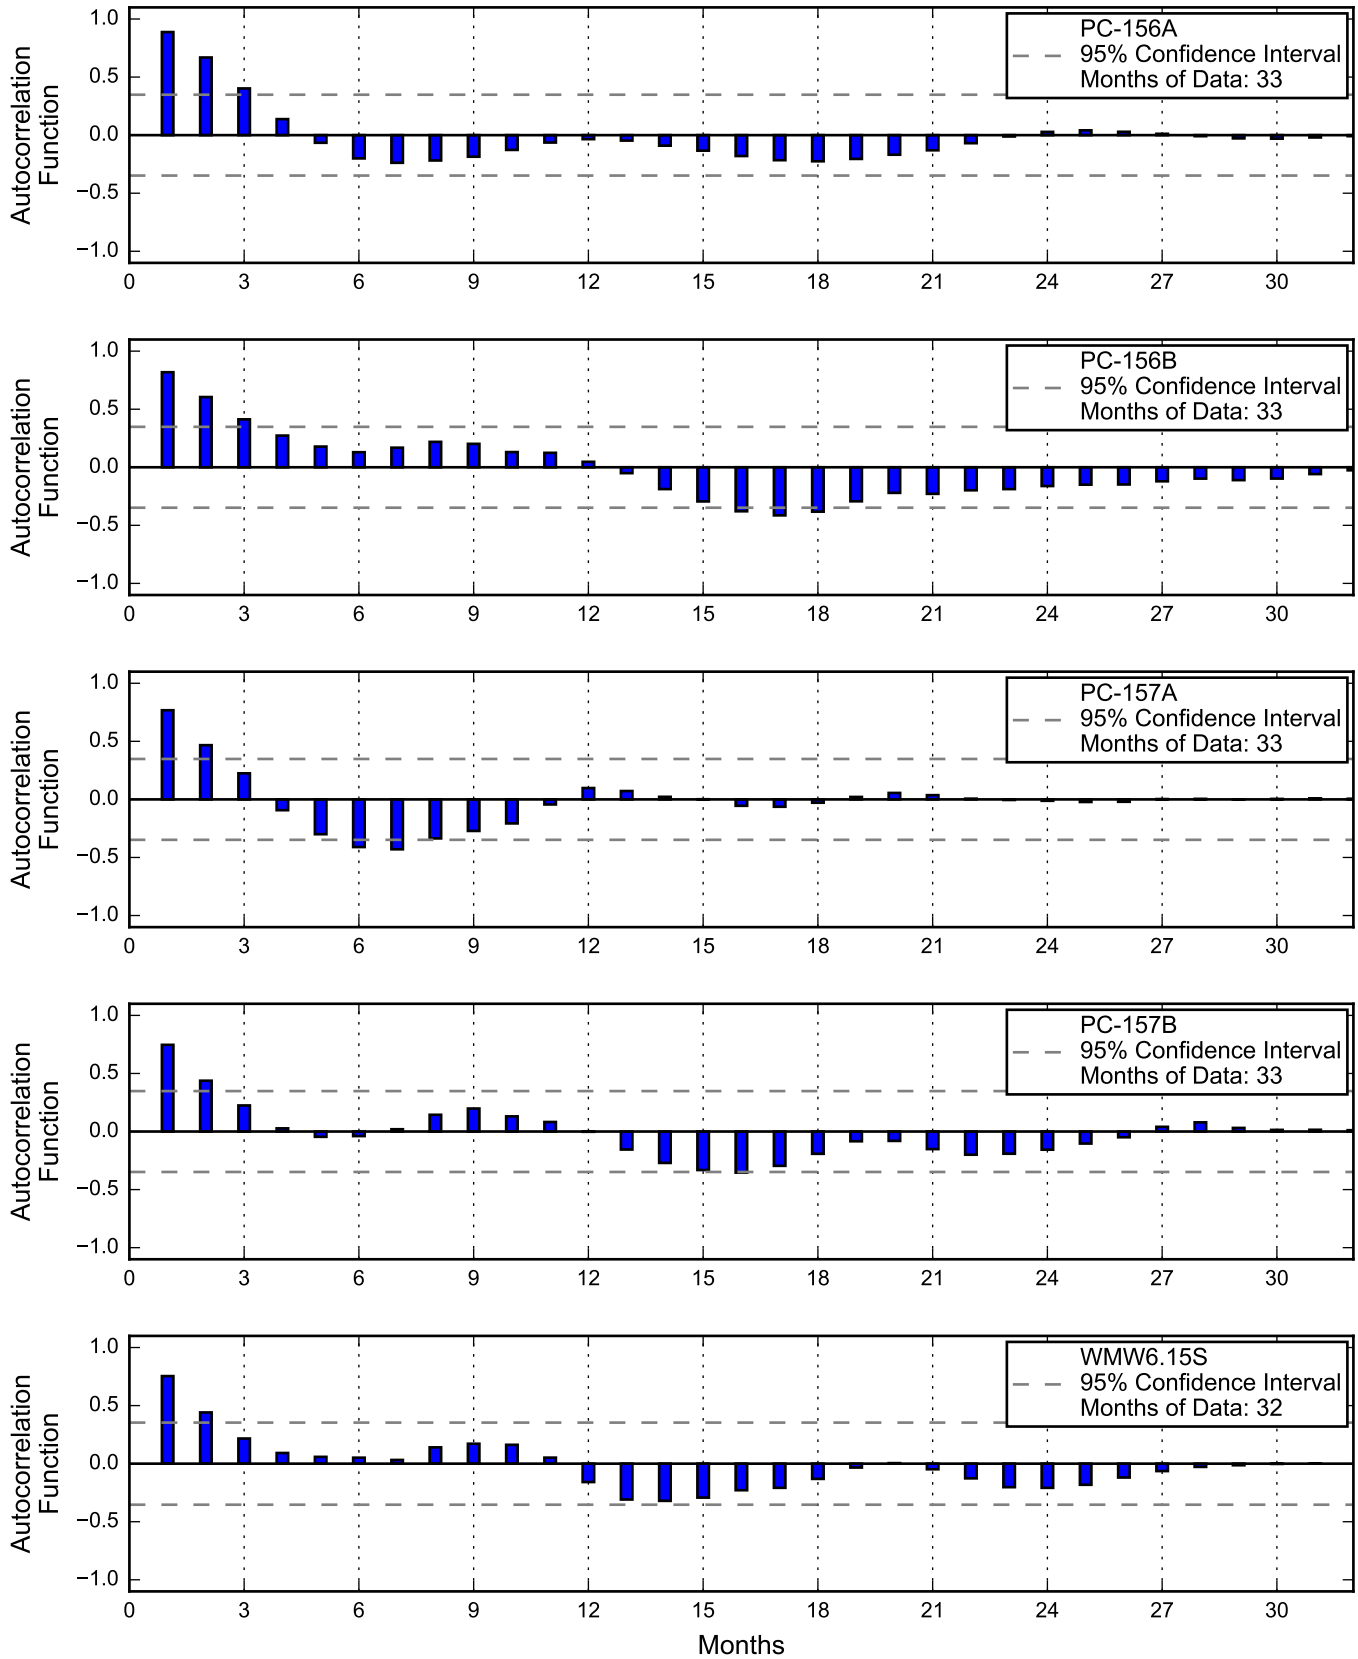 PC-156A
95% Confidence Interval
Months of Data: 33
Autocorrelation
Function
1.0
0.5
0.0
−0.5
−1.0
0 3 6 9 12 15 18 21 24 27 30
PC-156B
95% Confidence Interval
Months of Data: 33
Autocorrelation
Function
1.0
0.5
0.0
−0.5
−1.0
0 3 6 9 12 15 18 21 24 27 30
PC-157A
95% Confidence Interval
Months of Data: 33
Autocorrelation
Function
1.0
0.5
0.0
−0.5
−1.0
0 3 6 9 12 15 18 21 24 27 30
PC-157B
95% Confidence Interval
Months of Data: 33
Autocorrelation
Function
1.0
0.5
0.0
−0.5
−1.0
0 3 6 9 12 15 18 21 24 27 30
WMW6.15S
95% Confidence Interval
Months of Data: 32
Autocorrelation
Function
1.0
0.5
0.0
−0.5
−1.0
0 3 6 9 12 15 18 21 24 27 30
Months